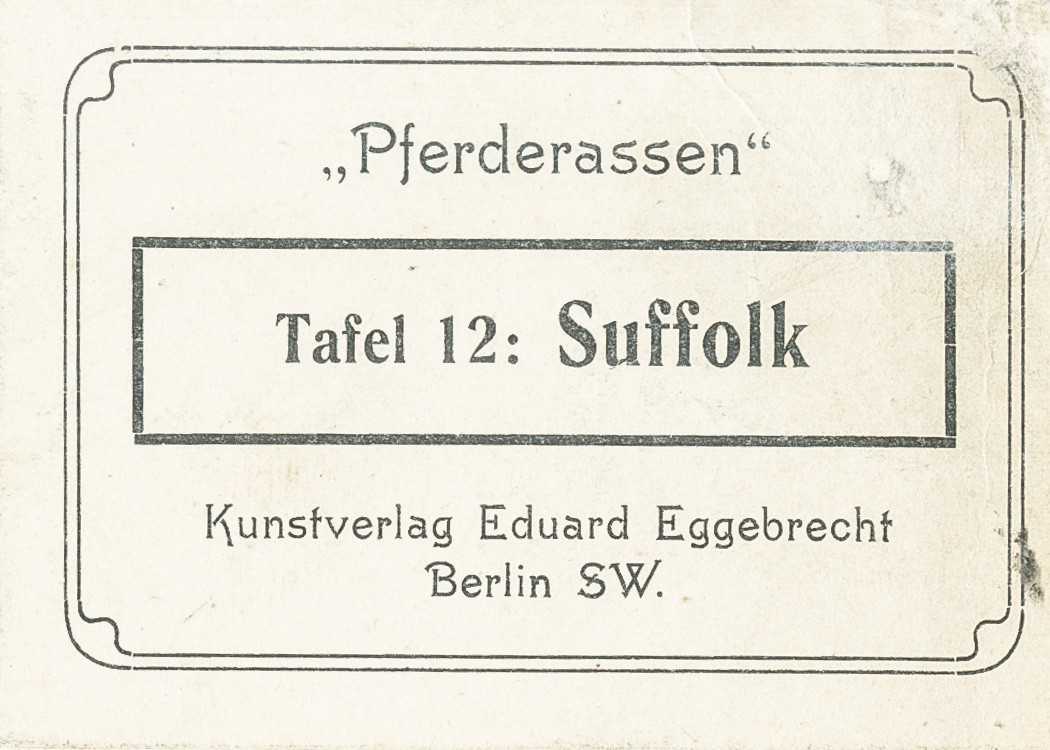 „Pferderassen“
Tafel 12: Suffolk
Kunstverlag Eduard Eggebrecht
Berlin SW.